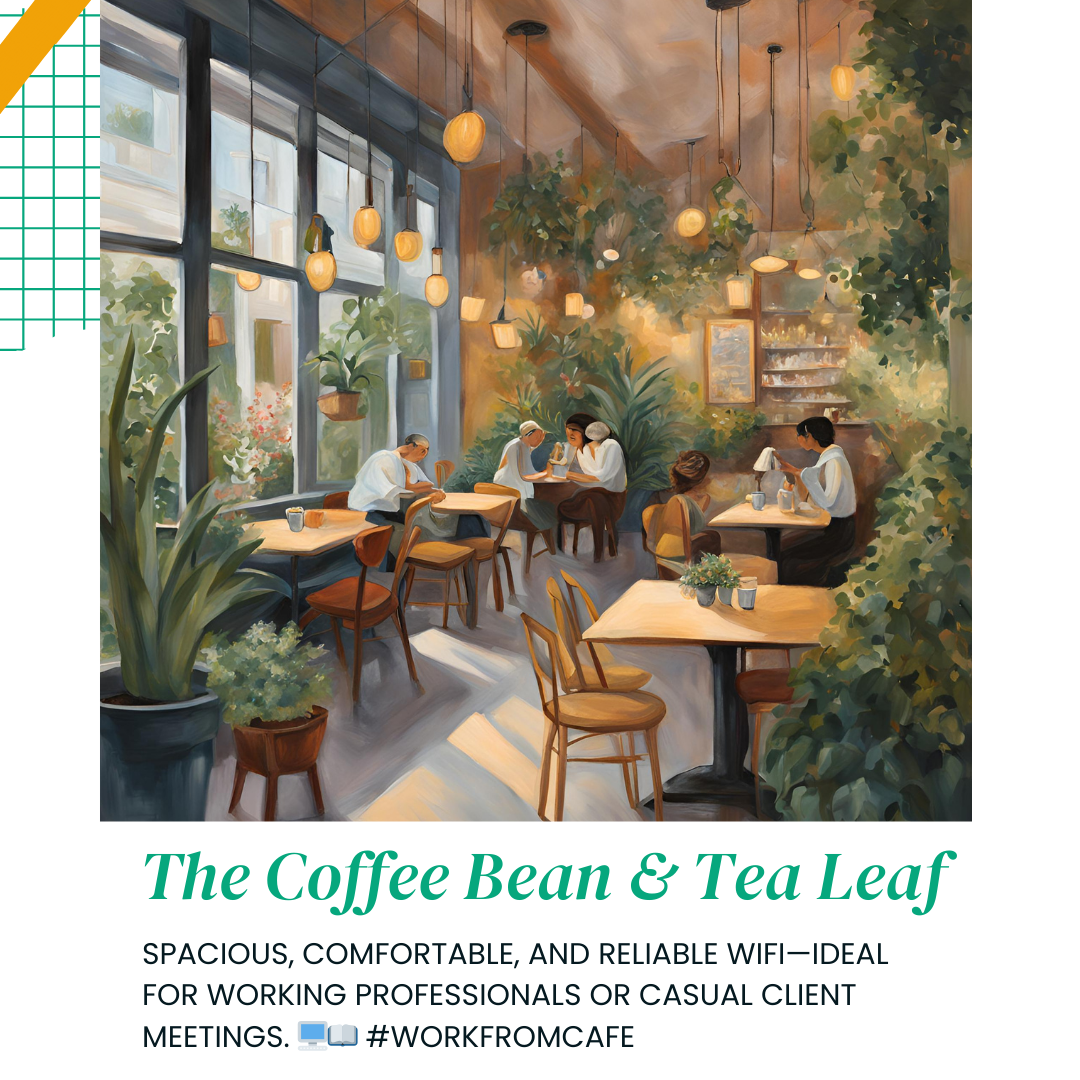 The Coffee Bean & Tea Leaf
SPACIOUS, COMFORTABLE, AND RELIABLE WIFI—IDEAL
FOR WORKING PROFESSIONALS OR CASUAL CLIENT
MEETINGS. 🖥️📖 #WORKFROMCAFE